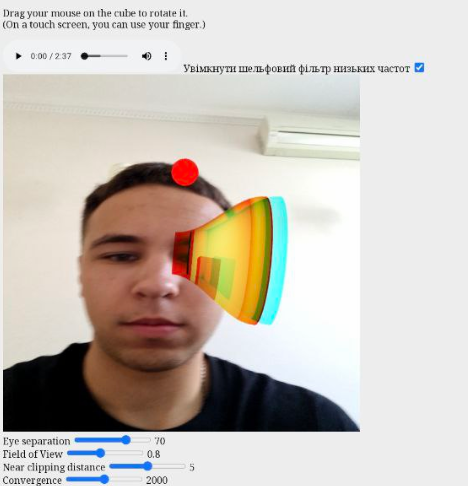 Drag your mouse on the cube to rotate it.
(On a touch screen, you can use your finger.)
0:00 / 2:37
Увімкнути шельфовий фільтр низьких частот
Eye separation 70
Field of View 0.8
Near clipping distance 5
Convergence 2000